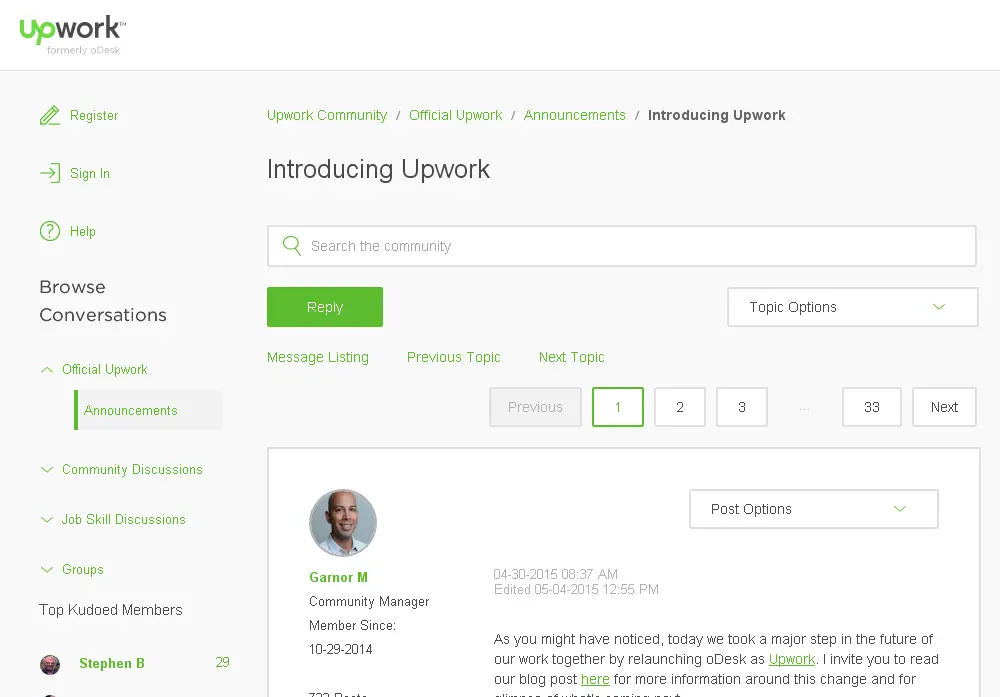 Upwork™
formerly oDesk
Register
Sign In
Help
Browse
Conversations
Official Upwork
Announcements
Community Discussions
Job Skill Discussions
Groups
Top Kudoed Members
Stephen B 29
Upwork Community / Official Upwork / Announcements / Introducing Upwork
Introducing Upwork
Search the community
Reply
Topic Options
Message Listing Previous Topic Next Topic
Previous 1 2 3 ... 33 Next
Post Options
Garnor M
Community Manager
Member Since:
10-29-2014
04-30-2015 08:37 AM
Edited 05-04-2015 12:55 PM
As you might have noticed, today we took a major step in the future of
our work together by relaunching oDesk as Upwork. I invite you to read
our blog post here for more information around this change and for